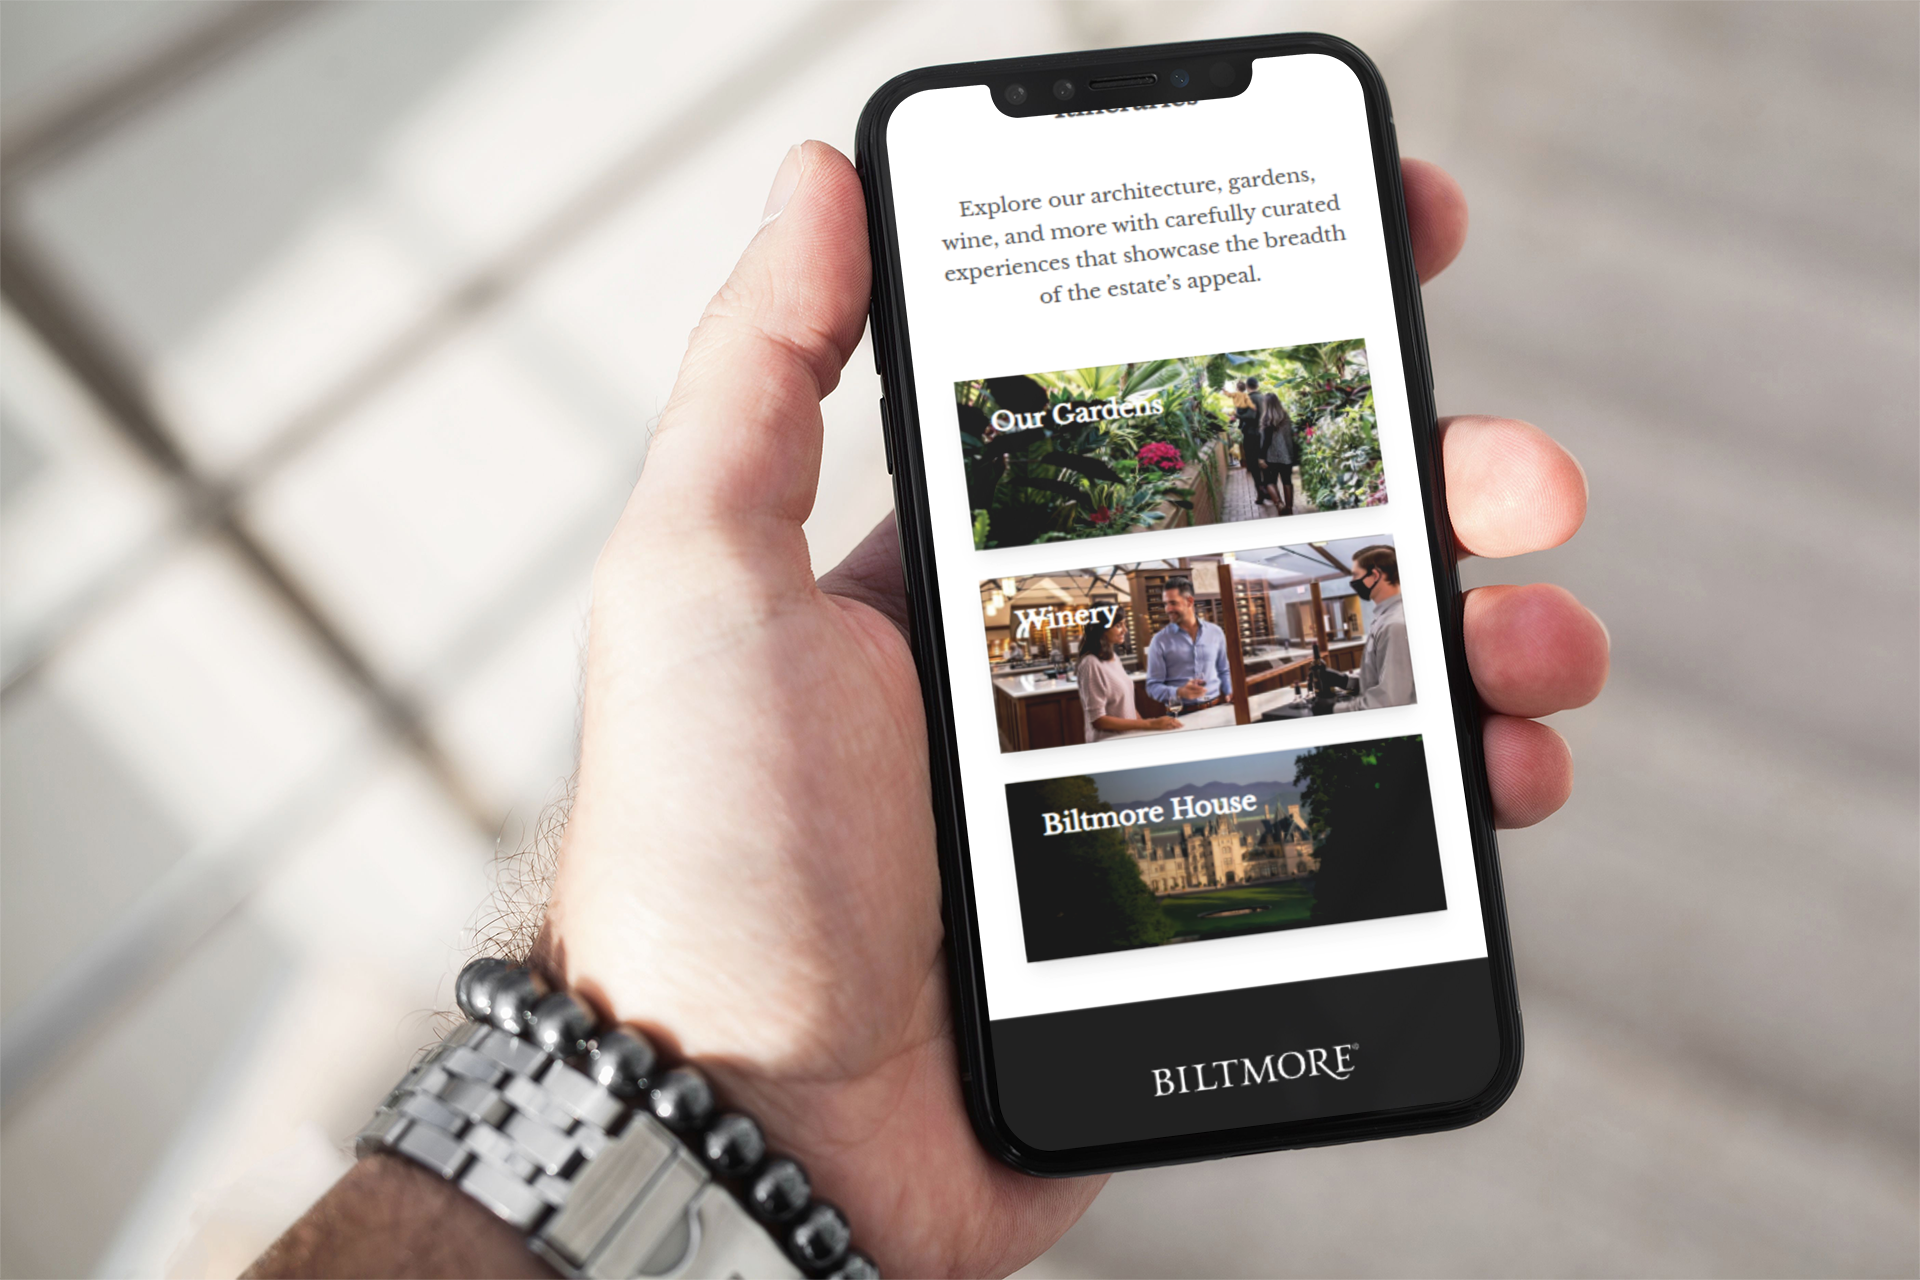 Itineraries
Explore our architecture, gardens,
wine, and more with carefully curated
experiences that showcase the breadth
of the estate’s appeal.
Our Gardens
Winery
Biltmore House
BILTMORE®